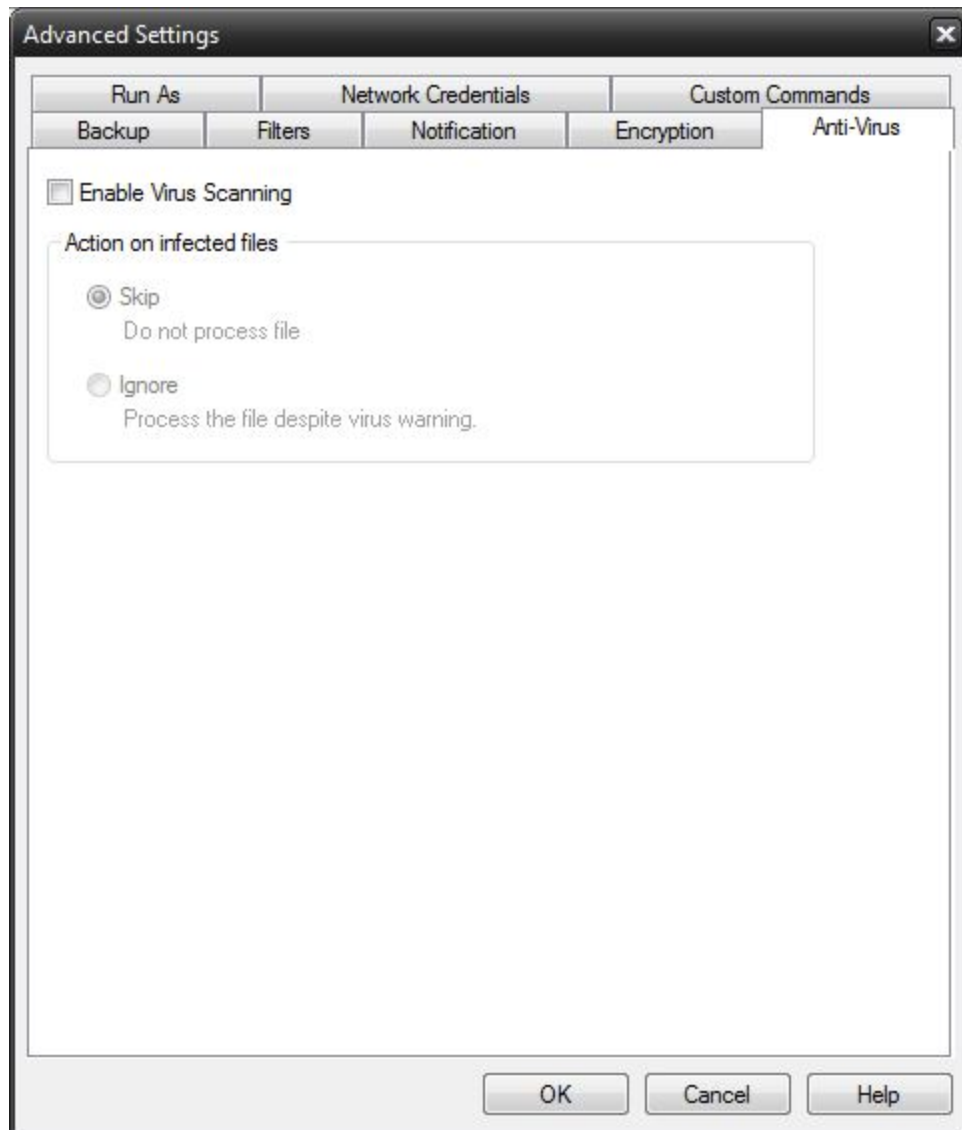 Advanced Settings
Run As Network Credentials Custom Commands
Backup Filters Notification Encryption Anti-Virus
Enable Virus Scanning
Action on infected files
Skip
Do not process file
Ignore
Process the file despite virus warning.
OK Cancel Help